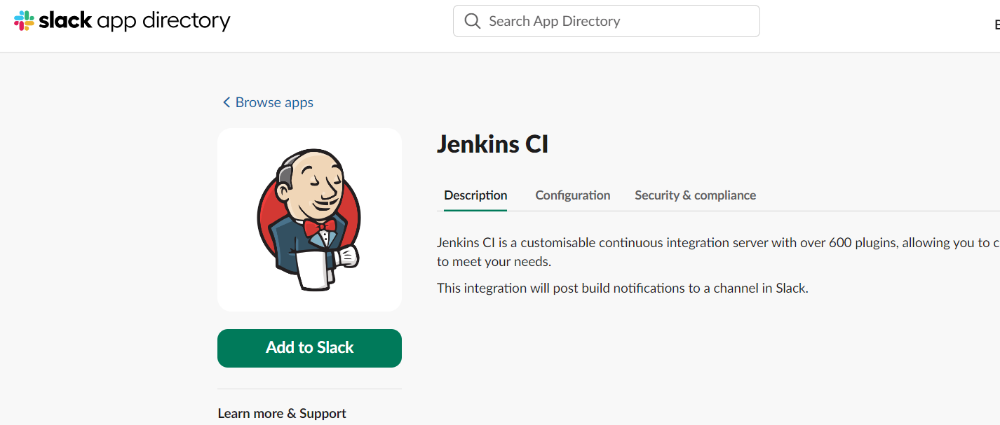 slack app directory
Search App Directory
Browse apps
Jenkins CI
Description Configuration Security & compliance
Jenkins CI is a customisable continuous integration server with over 600 plugins, allowing you to
to meet your needs.
This integration will post build notifications to a channel in Slack.
Add to Slack
Learn more & Support